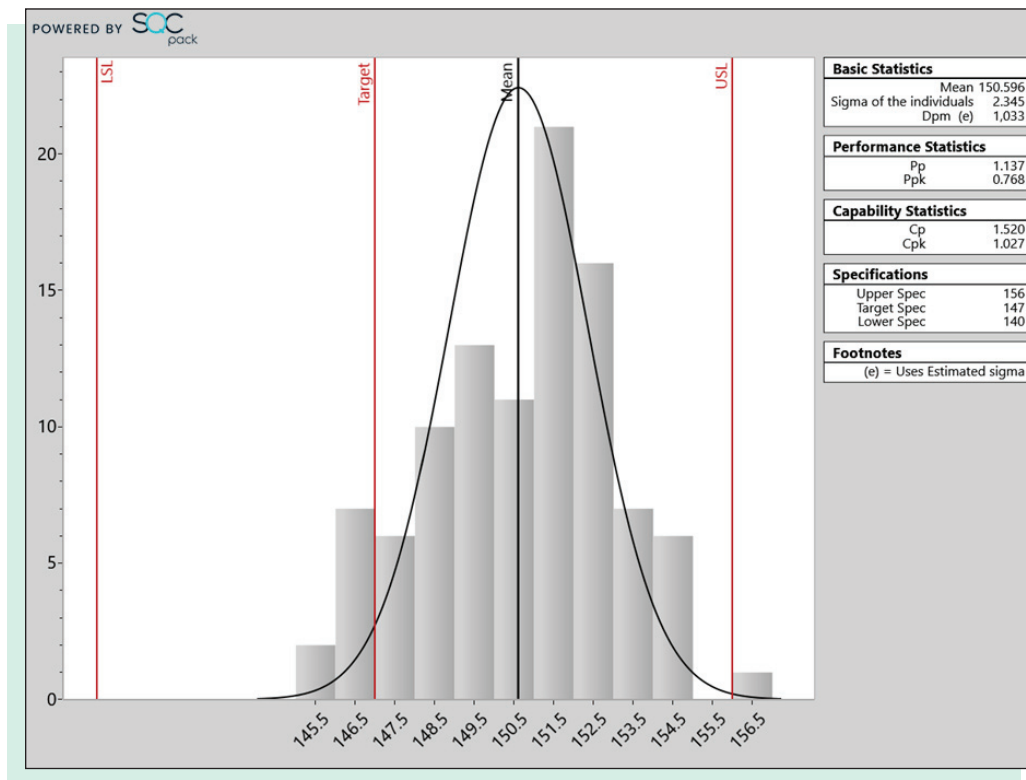 POWERED BY SQC pack
LSL
Target
Mean
USL
20
15
10
5
0
145.5 146.5 147.5 148.5 149.5 150.5 151.5 152.5 153.5 154.5 155.5 156.5
Basic Statistics
Mean 150.596
Sigma of the individuals 2.345
Dpm (e) 1,033
Performance Statistics
Pp 1.137
Ppk 0.768
Capability Statistics
Cp 1.520
Cpk 1.027
Specifications
Upper Spec 156
Target Spec 147
Lower Spec 140
Footnotes
(e) = Uses Estimated sigma